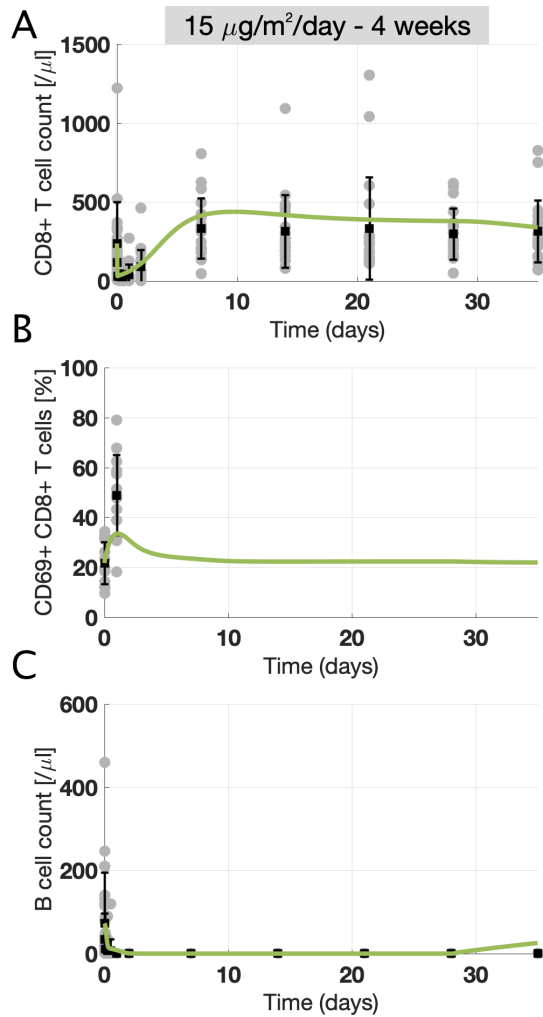 A
15 μg/m²/day - 4 weeks
CD8+ T cell count [/μl]
1500
1000
500
0
0
10
20
30
Time (days)
B
CD69+ CD8+ T cells [%]
100
80
60
40
20
0
0
10
20
30
Time (days)
C
B cell count [/μl]
600
400
200
0
0
10
20
30
Time (days)